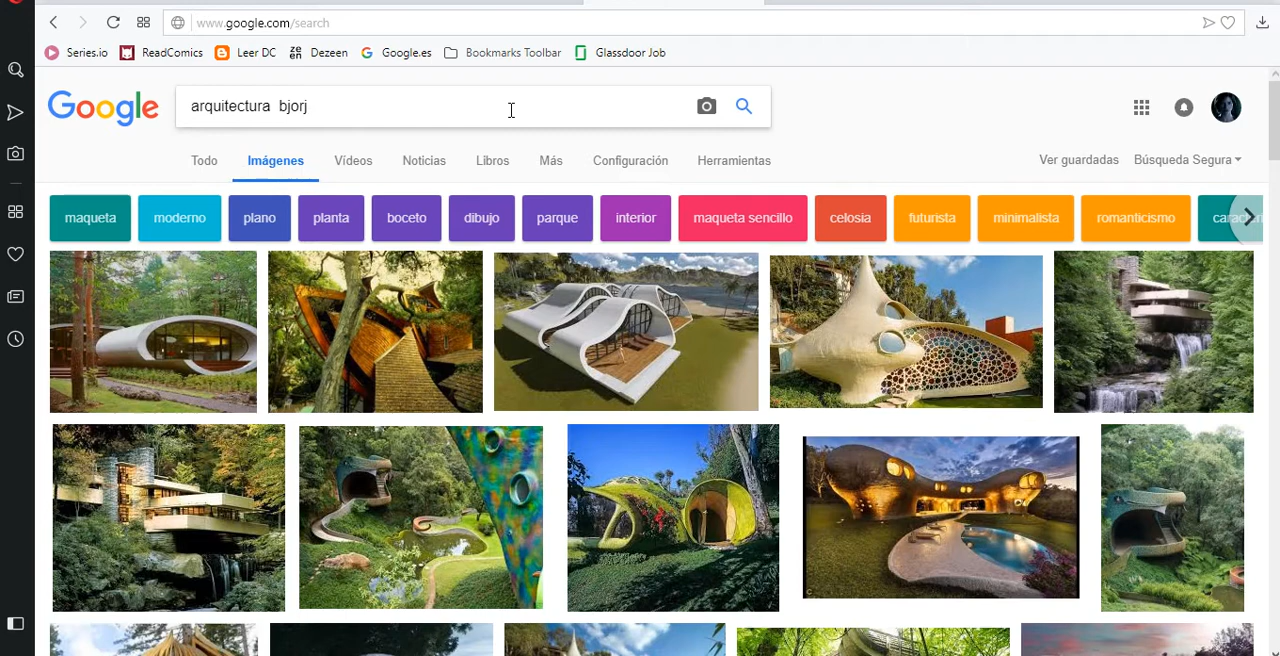 www.google.com/search
Series.io ReadComics Leer DC Dezeen Google.es Bookmarks Toolbar Glassdoor Job
Google arquitectura bjorj
Todo Imágenes Vídeos Noticias Libros Más Configuración Herramientas Ver guardadas Búsqueda Segura
maqueta moderno plano planta boceto dibujo parque interior maqueta sencillo celosia futurista minimalista romanticismo